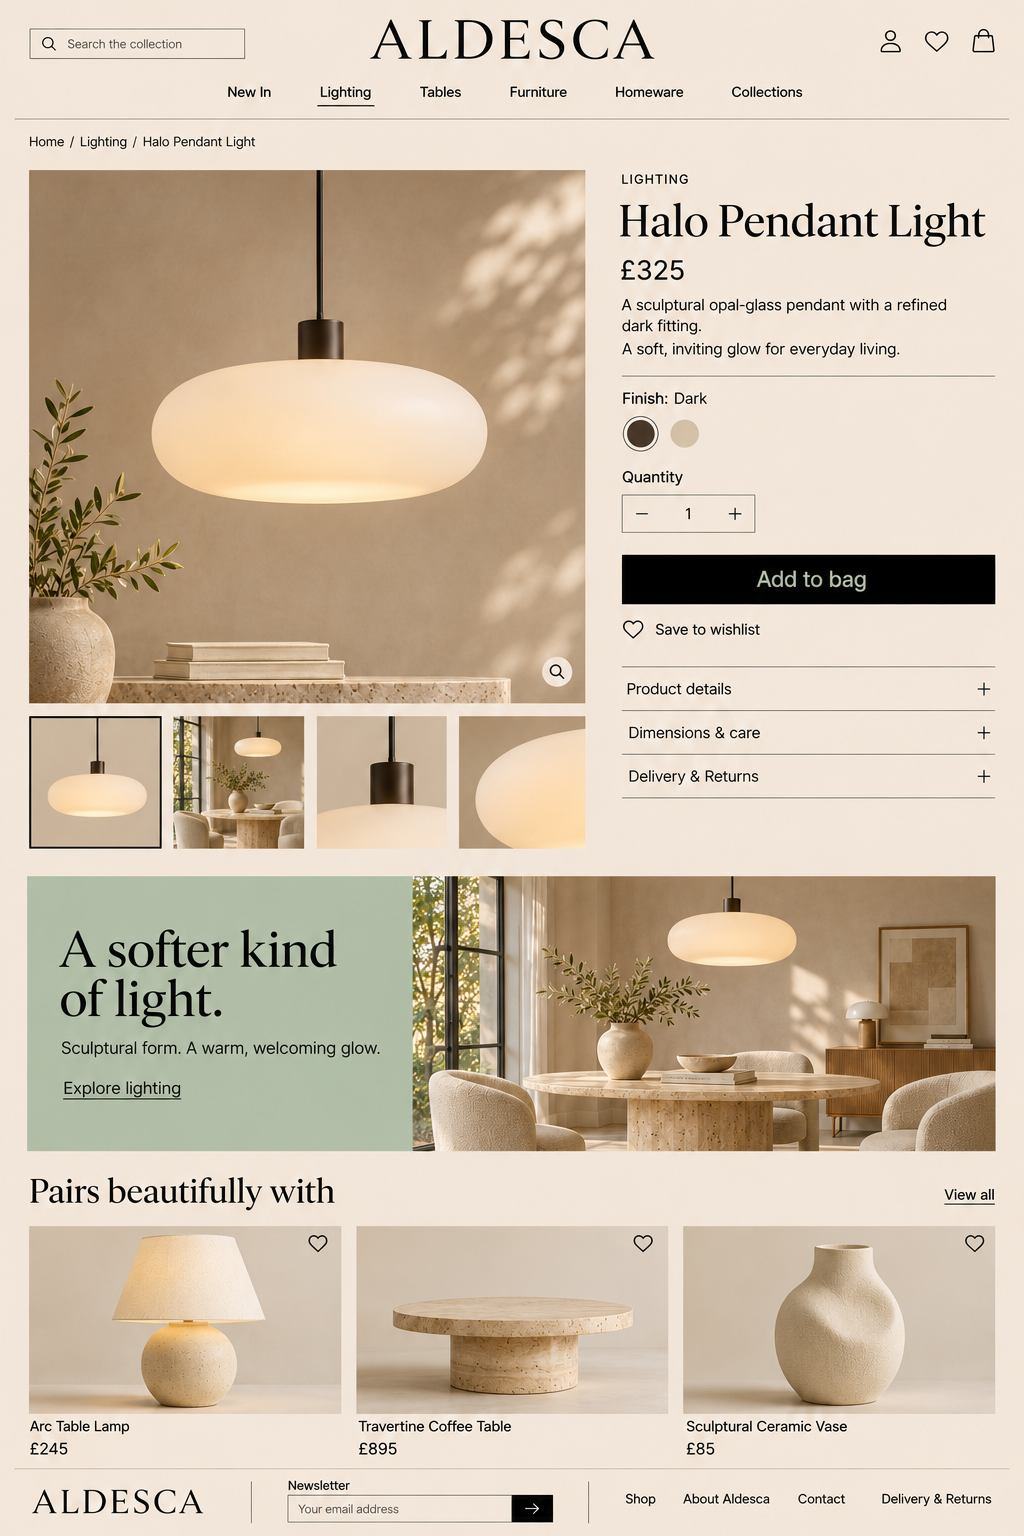 Search the collection
ALDESCA
New In
Lighting
Tables
Furniture
Homeware
Collections
Home / Lighting / Halo Pendant Light
LIGHTING
Halo Pendant Light
£325
A sculptural opal-glass pendant with a refined
dark fitting.
A soft, inviting glow for everyday living.
Finish: Dark
Quantity
− 1 +
Add to bag
Save to wishlist
Product details +
Dimensions & care +
Delivery & Returns +
A softer kind
of light.
Sculptural form. A warm, welcoming glow.
Explore lighting
Pairs beautifully with
View all
Arc Table Lamp
£245
Travertine Coffee Table
£895
Sculptural Ceramic Vase
£85
ALDESCA
Newsletter
Your email address
Shop
About Aldesca
Contact
Delivery & Returns